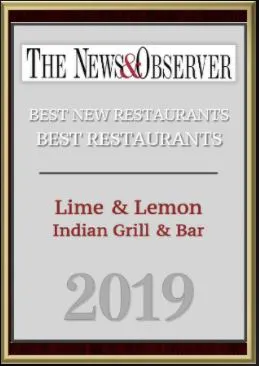 THE NEWS&OBSERVER
BEST NEW RESTAURANTS
BEST RESTAURANTS
Lime & Lemon
Indian Grill & Bar
2019